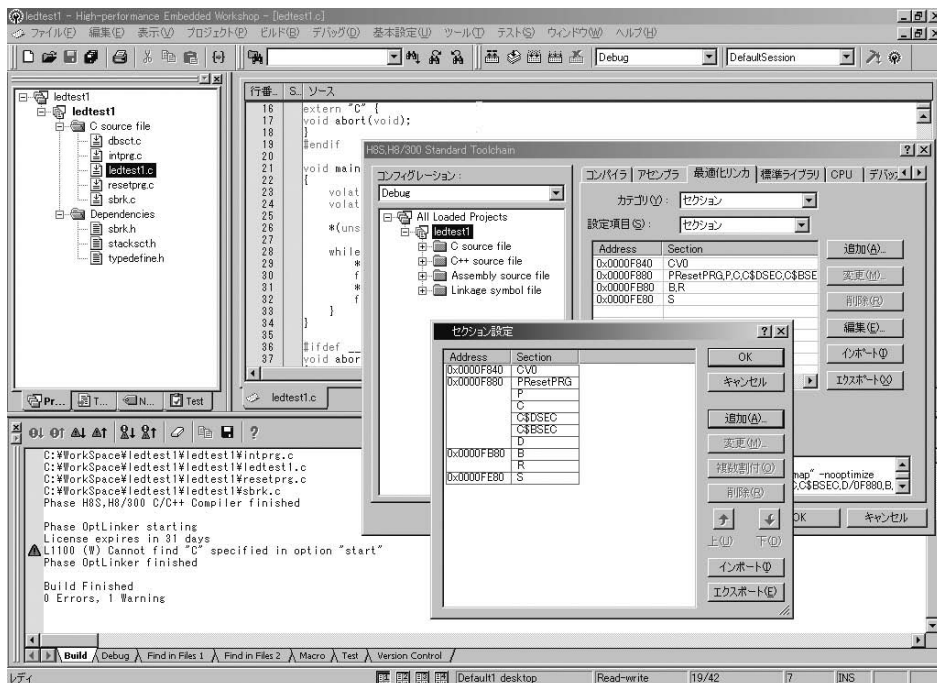 ledtest1 - High-performance Embedded Workshop - [ledtest1.c]
ファイル(F) 編集(E) 表示(V) プロジェクト(P) ビルド(B) デバッグ(D) 基本設定(U) ツール(T) テスト(S) ウィンドウ(W) ヘルプ(H)
Debug
DefaultSession
ledtest1
ledtest1
C source file
dbsct.c
intprg.c
ledtest1.c
resetprg.c
sbrk.c
Dependencies
sbrk.h
stacksct.h
typedefine.h
Pr... T... N... Test
行番.. S.. ソース
16 extern "C" {
17 void abort(void);
18 }
19 #endif
20
21 void main
22 {
23 volat
24 volat
25
26 *(uns
27
28 while
29 *
30 f
31 *
32 f
33 }
34 }
35
36 #ifdef __
37 void abor
ledtest1.c
H8S,H8/300 Standard Toolchain
コンフィグレーション :
Debug
All Loaded Projects
ledtest1
C source file
C++ source file
Assembly source file
Linkage symbol file
コンパイラ アセンブラ 最適化リンカ 標準ライブラリ CPU デバッ
カテゴリ(Y) : セクション
設定項目(S) : セクション
Address Section
0x0000F840 CV0
0x0000F880 PResetPRG,P,C,C$DSEC,C$BSE
0x0000FB80 B,R
0x0000FE80 S
追加(A)...
変更(M)...
削除(R)
編集(E)...
インポート(I)
エクスポート(X)
map" -nooptimize
C,C$BSEC,D/0F880,B,
OK キャンセル
セクション設定
Address Section
0x0000F840 CV0
0x0000F880 PResetPRG
P
C
C$DSEC
C$BSEC
D
0x0000FB80 B
R
0x0000FE80 S
OK
キャンセル
追加(A)...
変更(M)...
複数割付(O)
削除(R)
上(U) 下(D)
インポート(I)
エクスポート(E)
C:¥WorkSpace¥ledtest1¥ledtest1¥intprg.c
C:¥WorkSpace¥ledtest1¥ledtest1¥ledtest1.c
C:¥WorkSpace¥ledtest1¥ledtest1¥resetprg.c
C:¥WorkSpace¥ledtest1¥ledtest1¥sbrk.c
Phase H8S,H8/300 C/C++ Compiler finished
Phase OptLinker starting
License expires in 31 days
L1100 (W) Cannot find "C" specified in option "start"
Phase OptLinker finished
Build Finished
0 Errors, 1 Warning
Build Debug Find in Files 1 Find in Files 2 Macro Test Version Control
レディ Default1 desktop Read-write 19/42 7 INS